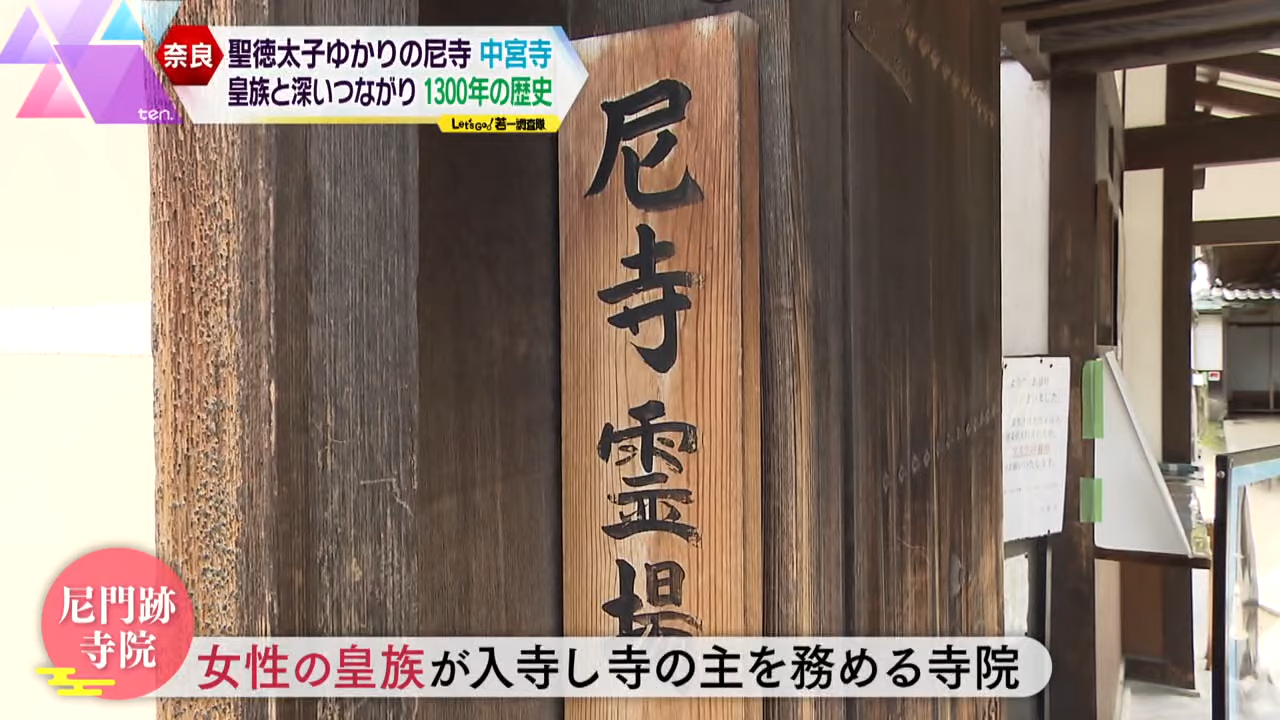 奈良
聖徳太子ゆかりの尼寺 中宮寺
皇族と深いつながり 1300年の歴史
ten.
Let's Go! 若一調査隊
尼寺霊場
尼門跡
寺院
女性の皇族が入寺し寺の主を務める寺院